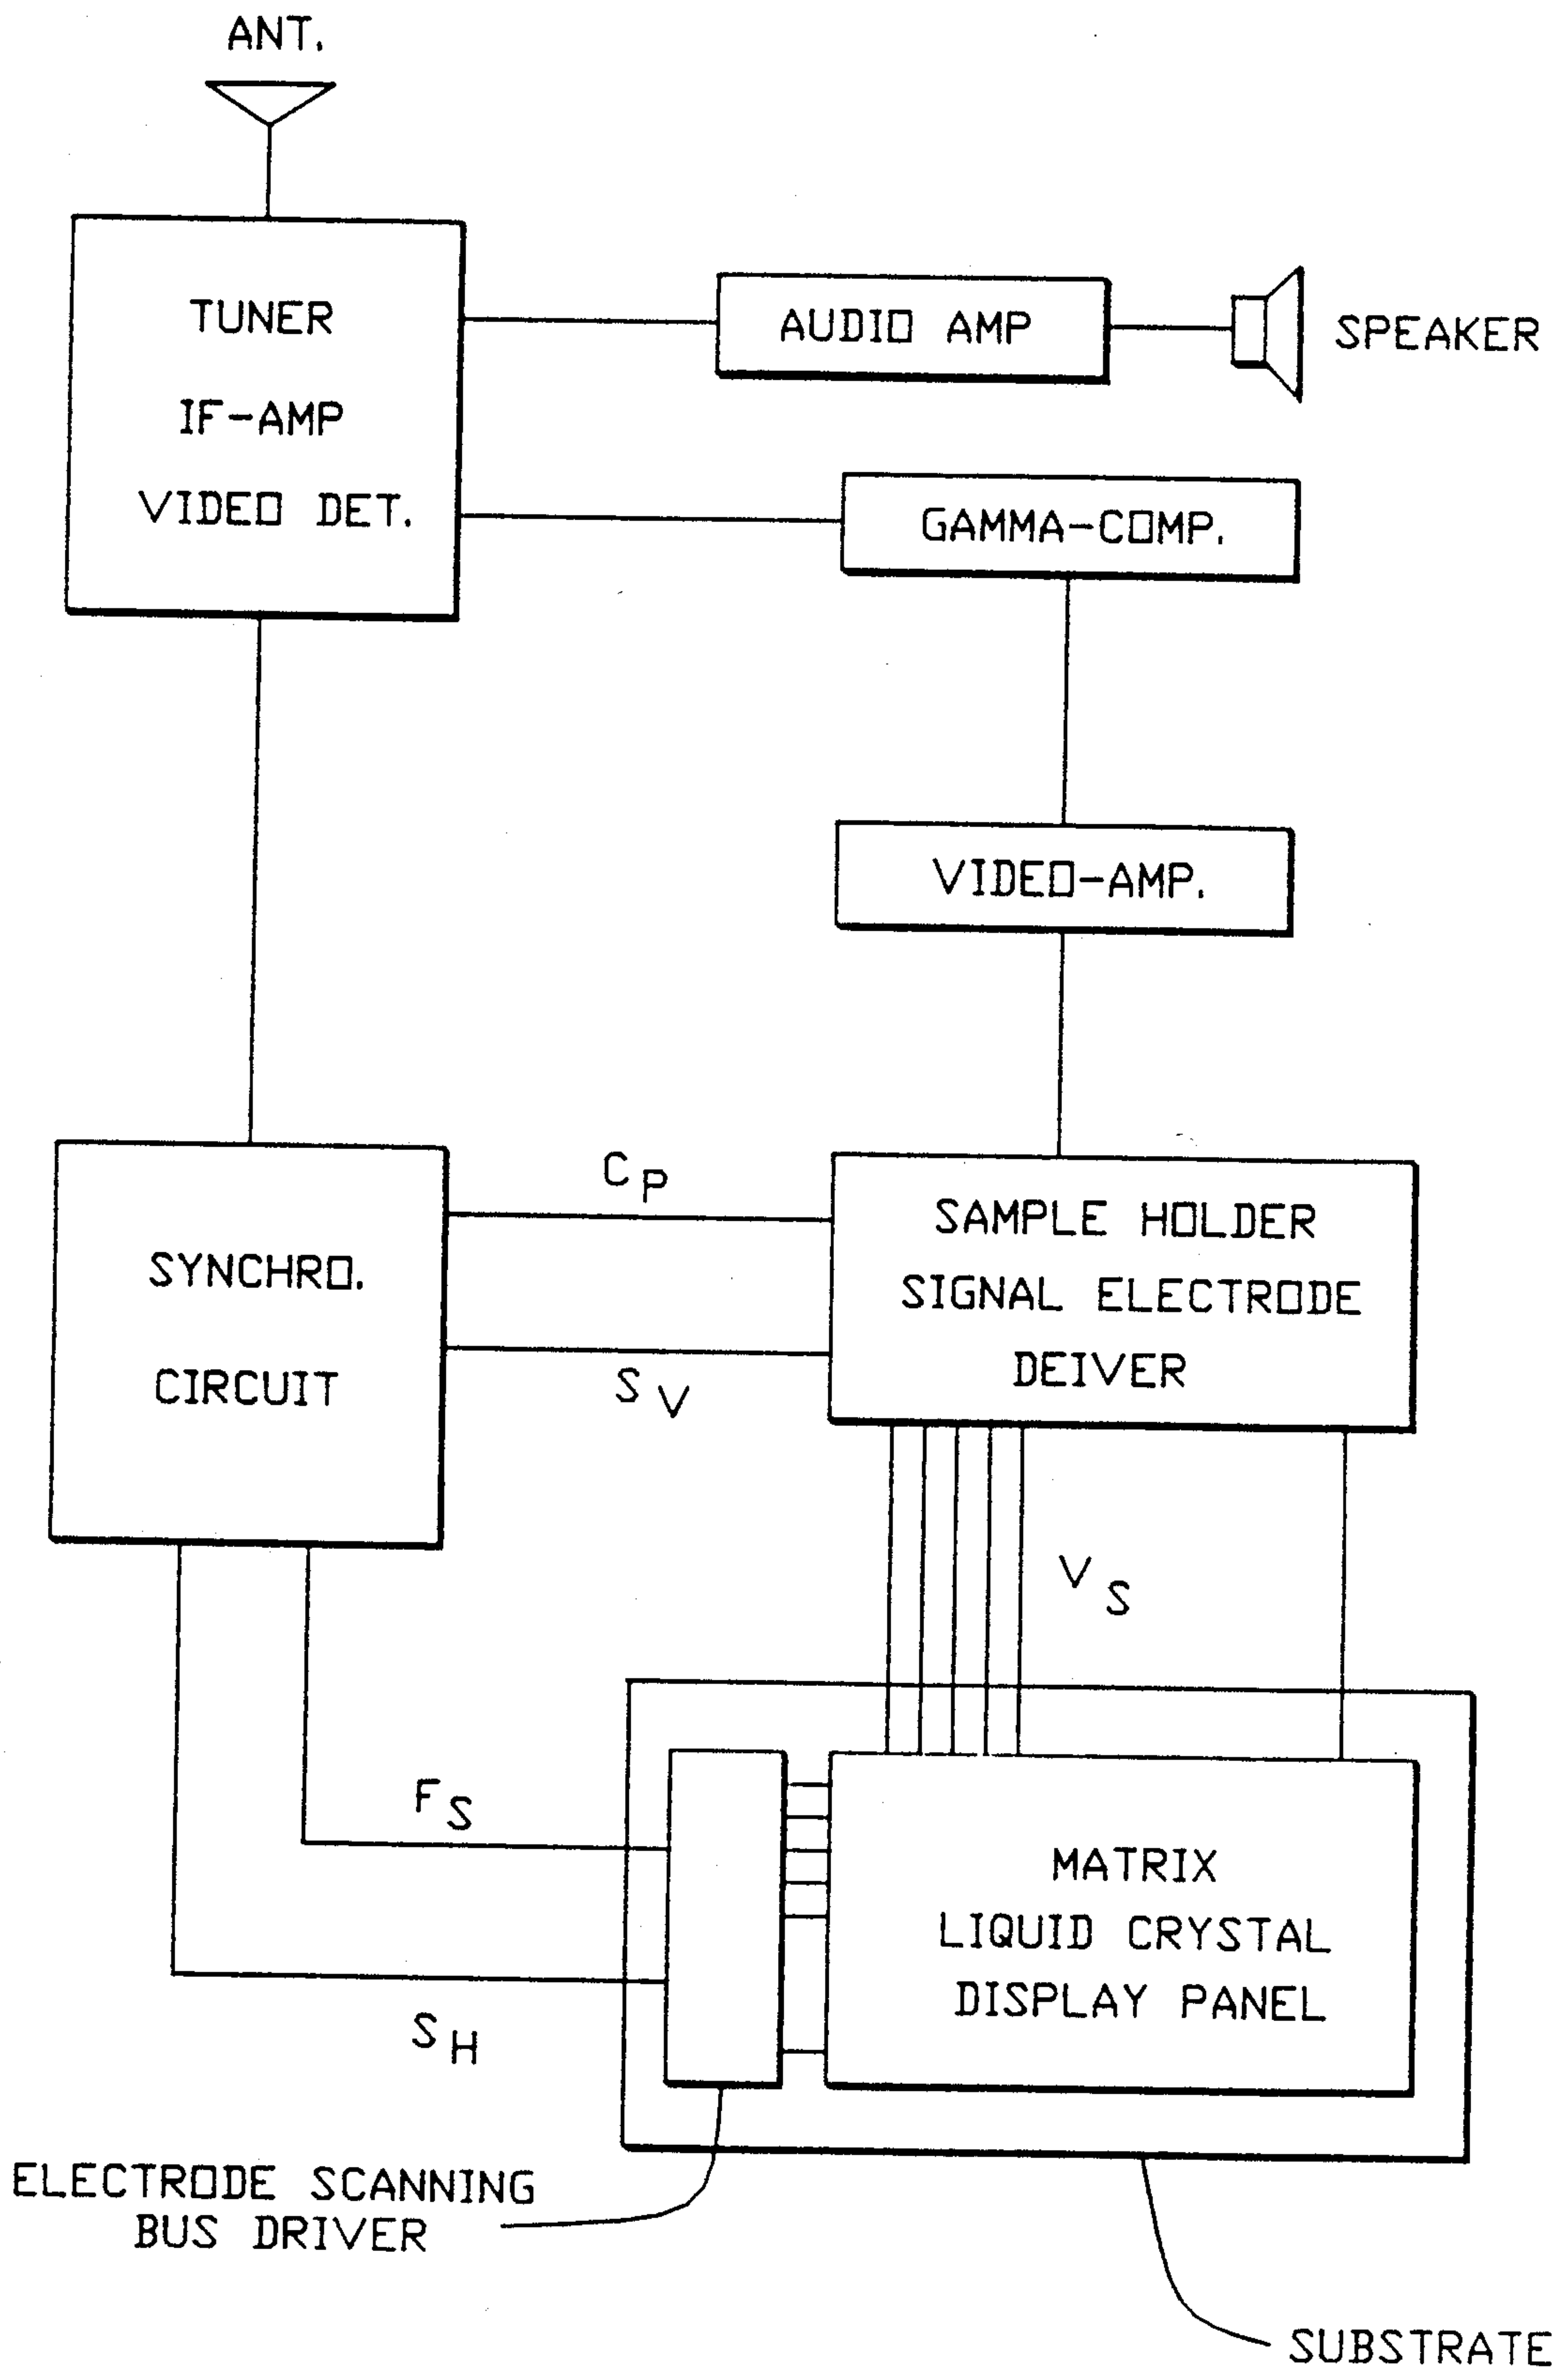 ANT.
TUNER
IF-AMP
VIDEO DET.
AUDIO AMP
SPEAKER
GAMMA-COMP.
VIDEO-AMP.
SYNCHRO.
CIRCUIT
CP
SV
SAMPLE HOLDER
SIGNAL ELECTRODE
DEIVER
VS
FS
SH
MATRIX
LIQUID CRYSTAL
DISPLAY PANEL
ELECTRODE SCANNING
BUS DRIVER
SUBSTRATE